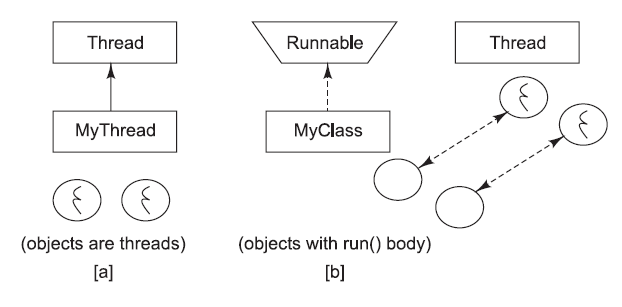 Thread
MyThread
(objects are threads)
[a]
Runnable
Thread
MyClass
(objects with run() body)
[b]